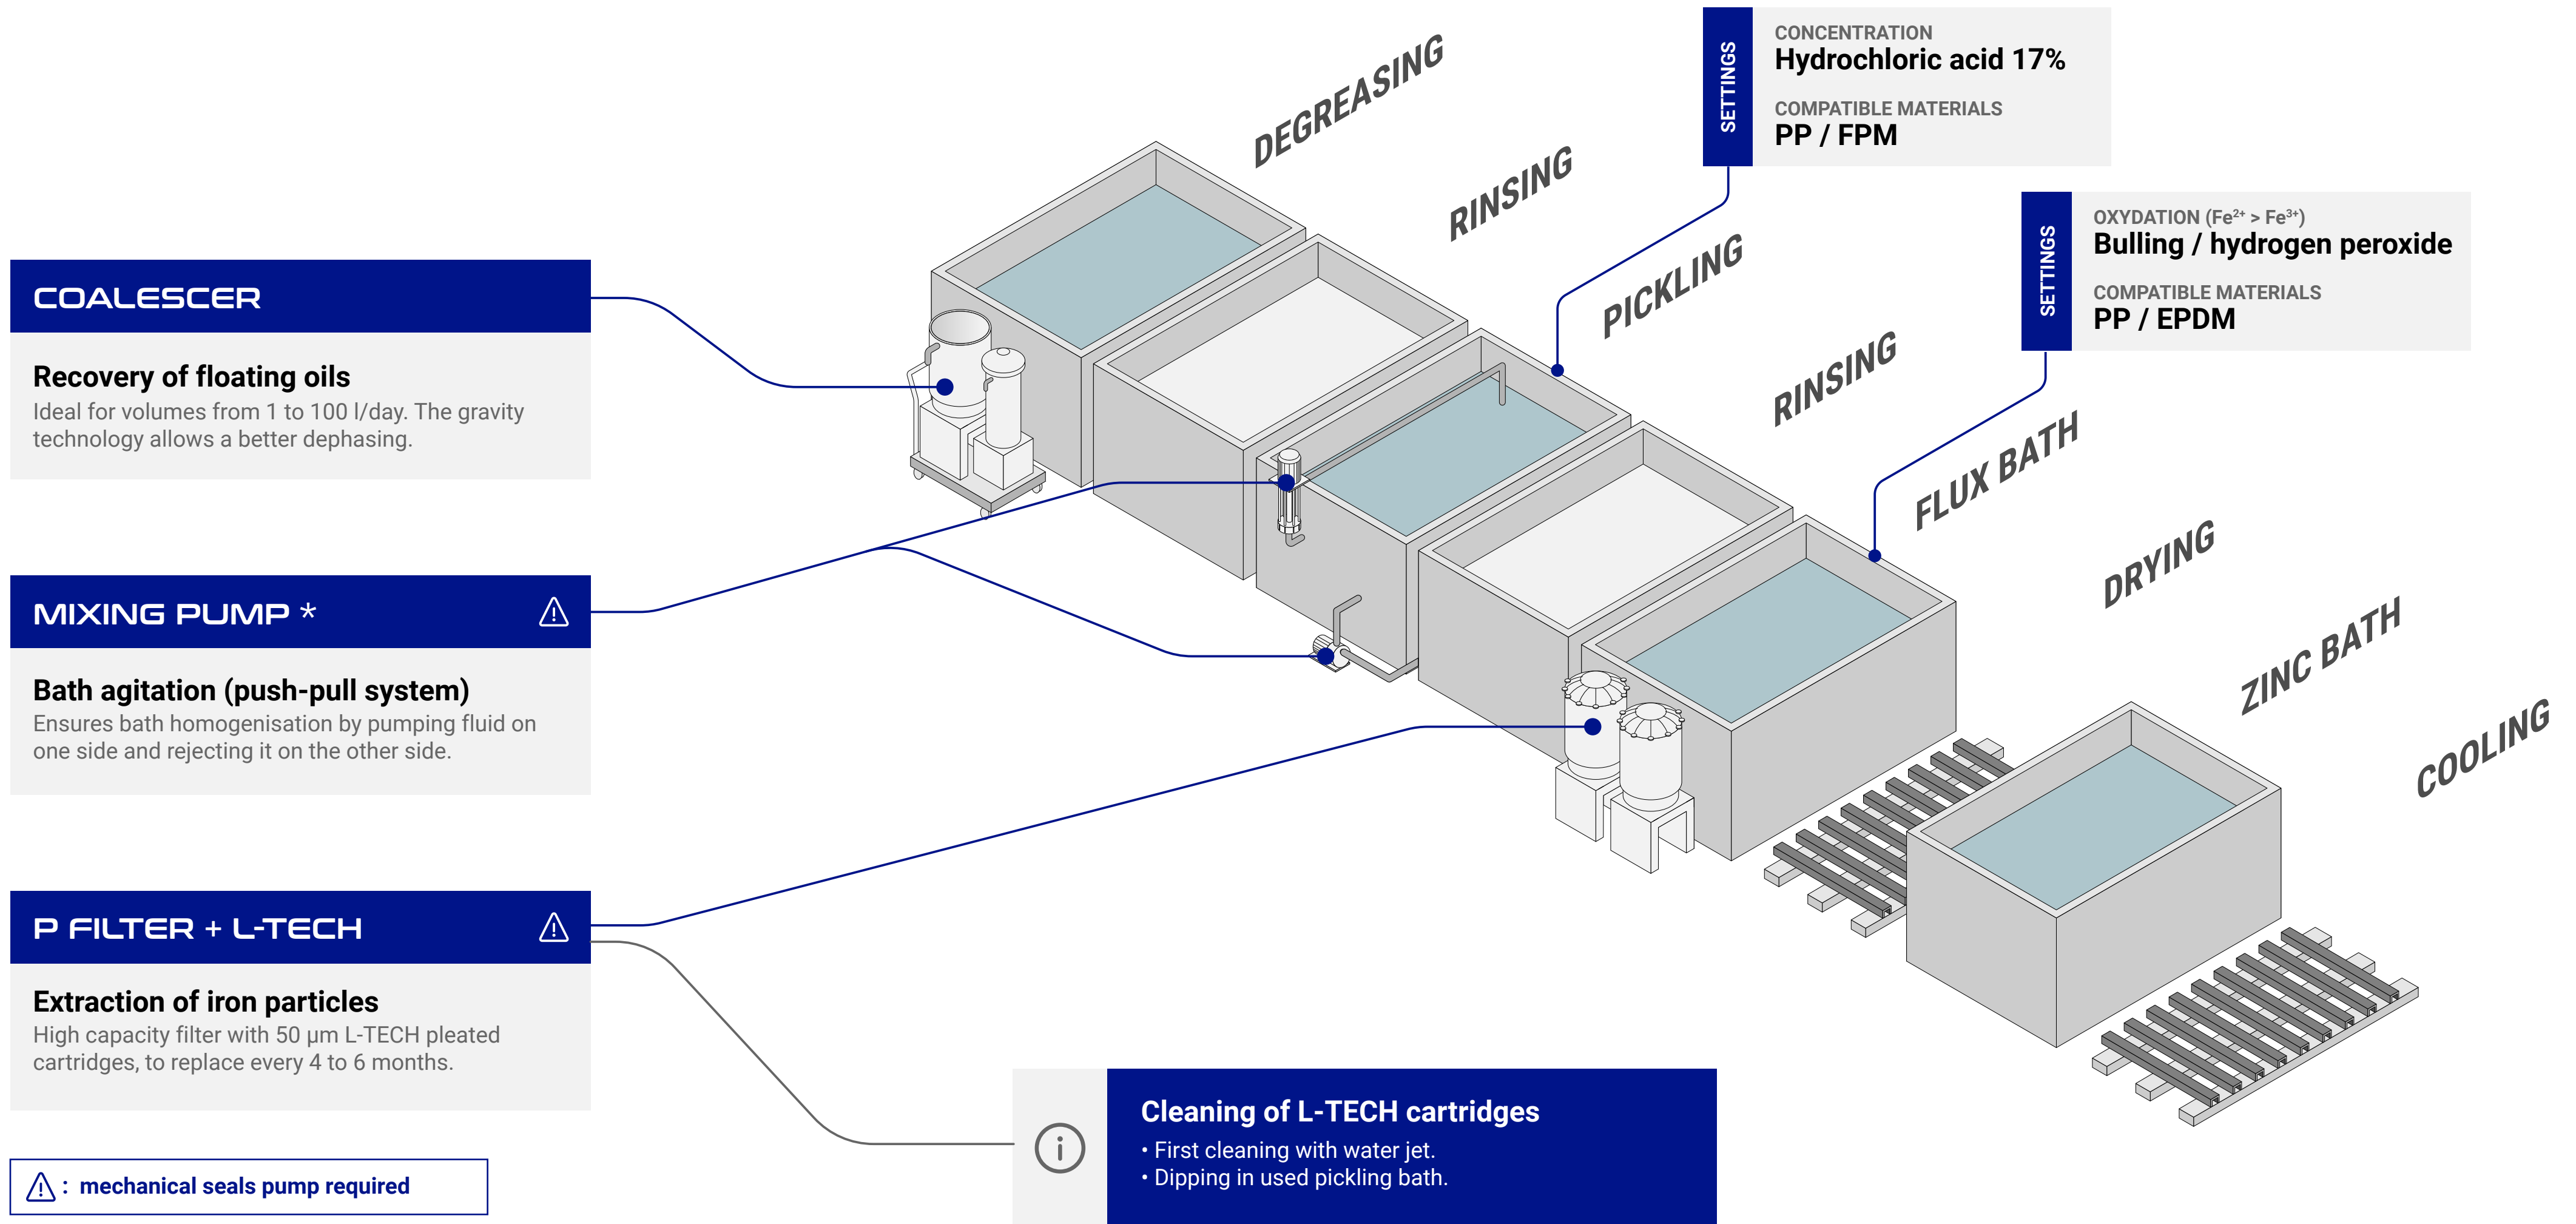 DEGREASING
RINSING
PICKLING
RINSING
FLUX BATH
DRYING
ZINC BATH
COOLING
SETTINGS
CONCENTRATION
Hydrochloric acid 17%
COMPATIBLE MATERIALS
PP / FPM
SETTINGS
OXYDATION (Fe²⁺ > Fe³⁺)
Bulling / hydrogen peroxide
COMPATIBLE MATERIALS
PP / EPDM
COALESCER
Recovery of floating oils
Ideal for volumes from 1 to 100 l/day. The gravity
technology allows a better dephasing.
MIXING PUMP *
Bath agitation (push-pull system)
Ensures bath homogenisation by pumping fluid on
one side and rejecting it on the other side.
P FILTER + L-TECH
Extraction of iron particles
High capacity filter with 50 µm L-TECH pleated
cartridges, to replace every 4 to 6 months.
: mechanical seals pump required
Cleaning of L-TECH cartridges
• First cleaning with water jet.
• Dipping in used pickling bath.